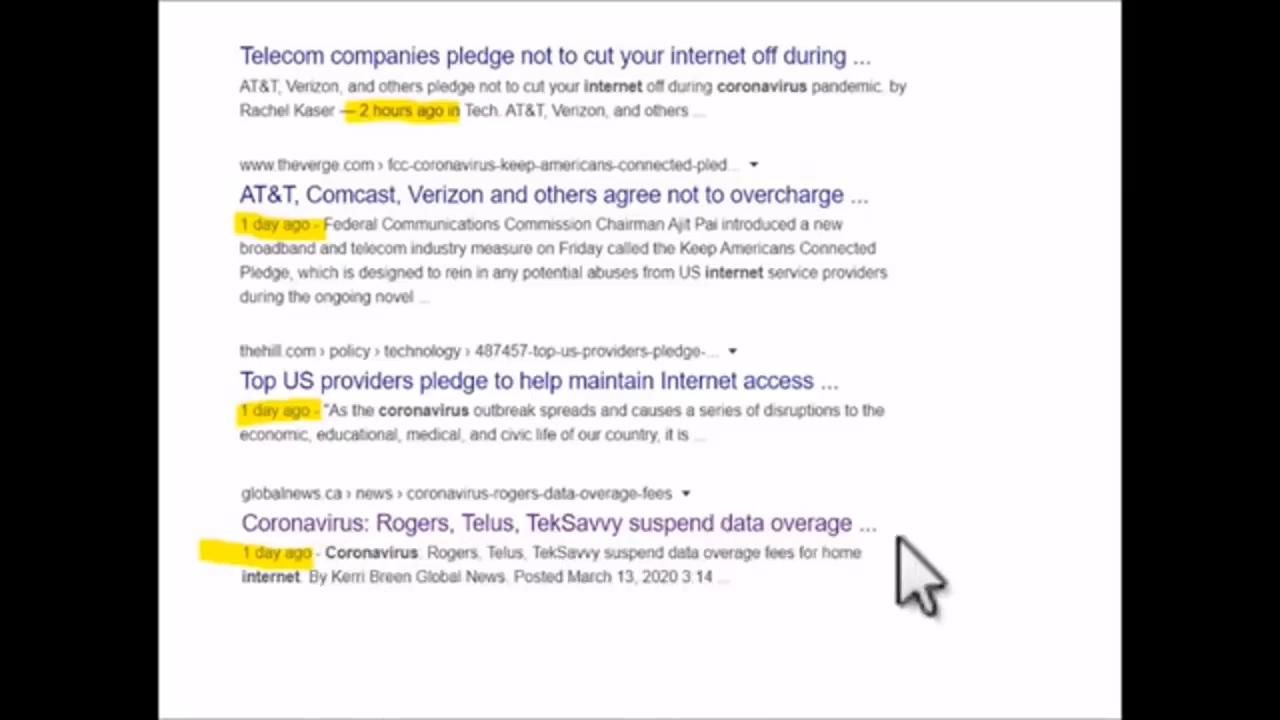 Telecom companies pledge not to cut your internet off during ...
AT&T, Verizon, and others pledge not to cut your internet off during coronavirus pandemic. by
Rachel Kaser — 2 hours ago in Tech. AT&T, Verizon, and others ...
www.theverge.com › fcc-coronavirus-keep-americans-connected-pled...
AT&T, Comcast, Verizon and others agree not to overcharge ...
1 day ago - Federal Communications Commission Chairman Ajit Pai introduced a new
broadband and telecom industry measure on Friday called the Keep Americans Connected
Pledge, which is designed to rein in any potential abuses from US internet service providers
during the ongoing novel ...
thehill.com › policy › technology › 487457-top-us-providers-pledge-...
Top US providers pledge to help maintain Internet access ...
1 day ago - "As the coronavirus outbreak spreads and causes a series of disruptions to the
economic, educational, medical, and civic life of our country, it is ...
globalnews.ca › news › coronavirus-rogers-data-overage-fees
Coronavirus: Rogers, Telus, TekSavvy suspend data overage ...
1 day ago - Coronavirus: Rogers, Telus, TekSavvy suspend data overage fees for home
internet. By Kerri Breen Global News. Posted March 13, 2020 3:14 ...